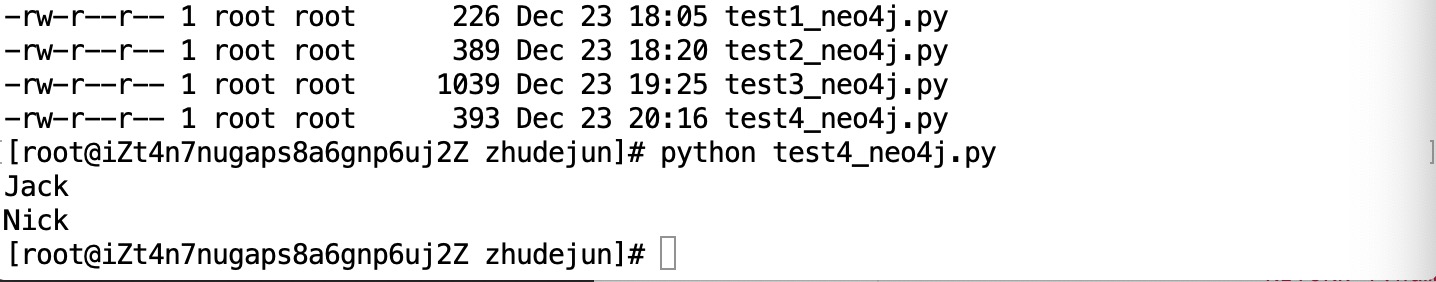 -rw-r--r-- 1 root root      226 Dec 23 18:05 test1_neo4j.py
-rw-r--r-- 1 root root      389 Dec 23 18:20 test2_neo4j.py
-rw-r--r-- 1 root root     1039 Dec 23 19:25 test3_neo4j.py
-rw-r--r-- 1 root root      393 Dec 23 20:16 test4_neo4j.py
[root@iZt4n7nugaps8a6gnp6uj2Z zhudejun]# python test4_neo4j.py
Jack
Nick
[root@iZt4n7nugaps8a6gnp6uj2Z zhudejun]#